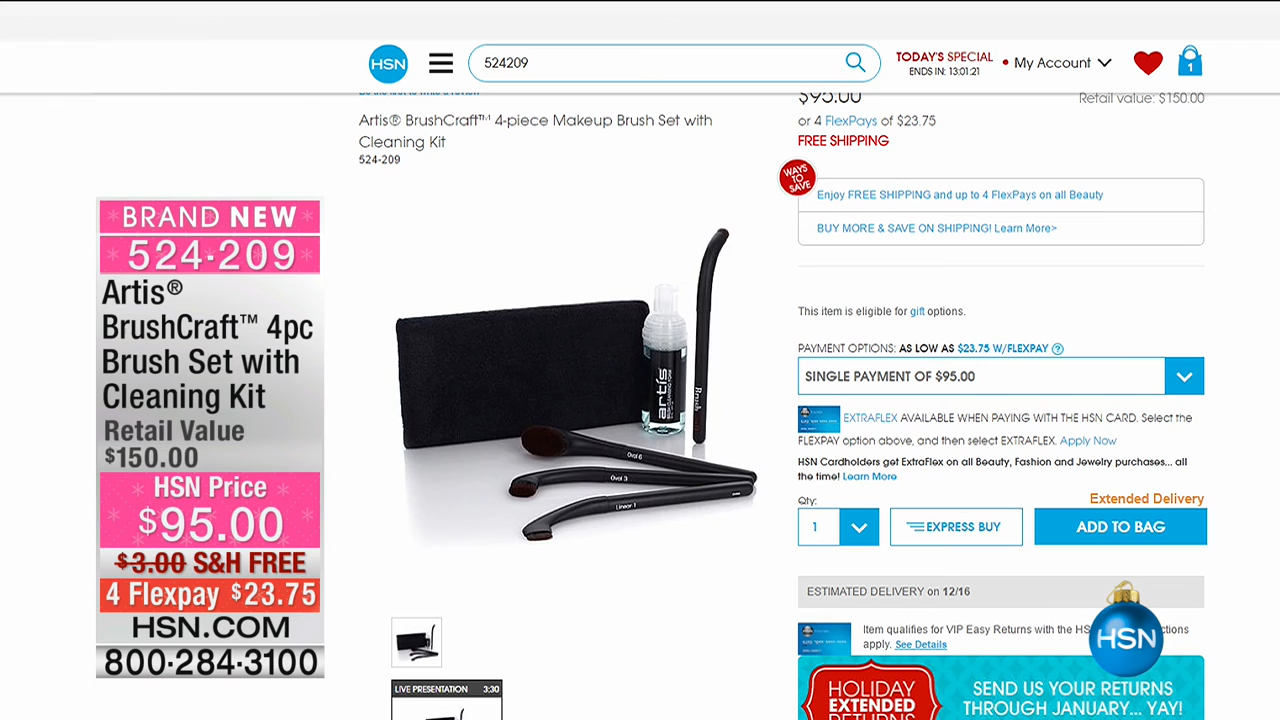 HSN
524209
TODAY'S SPECIAL
ENDS IN: 13:01:21
My Account
1
$95.00
Retail value: $150.00
or 4 FlexPays of $23.75
FREE SHIPPING
Be the first to write a review
Artis® BrushCraft™ 4-piece Makeup Brush Set with
Cleaning Kit
524-209
WAYS
TO
SAVE
Enjoy FREE SHIPPING and up to 4 FlexPays on all Beauty
BUY MORE & SAVE ON SHIPPING! Learn More>
This item is eligible for gift options.
PAYMENT OPTIONS: AS LOW AS $23.75 W/FLEXPAY ?
SINGLE PAYMENT OF $95.00
EXTRAFLEX AVAILABLE WHEN PAYING WITH THE HSN CARD. Select the
FLEXPAY option above, and then select EXTRAFLEX. Apply Now
HSN Cardholders get ExtraFlex on all Beauty, Fashion and Jewelry purchases... all
the time! Learn More
Qty:
Extended Delivery
1
EXPRESS BUY
ADD TO BAG
ESTIMATED DELIVERY on 12/16
Item qualifies for VIP Easy Returns with the HS
ctions
apply. See Details
HSN
HOLIDAY
EXTENDED
RETURNS
SEND US YOUR RETURNS
THROUGH JANUARY... YAY!
artis
Brush
Oval 6
Oval 3
Linear 1
LIVE PRESENTATION 3:30
BRAND NEW
524-209
Artis®
BrushCraft™ 4pc
Brush Set with
Cleaning Kit
Retail Value
$150.00
HSN Price
$95.00
$3.00 S&H FREE
4 Flexpay $23.75
HSN.COM
800-284-3100